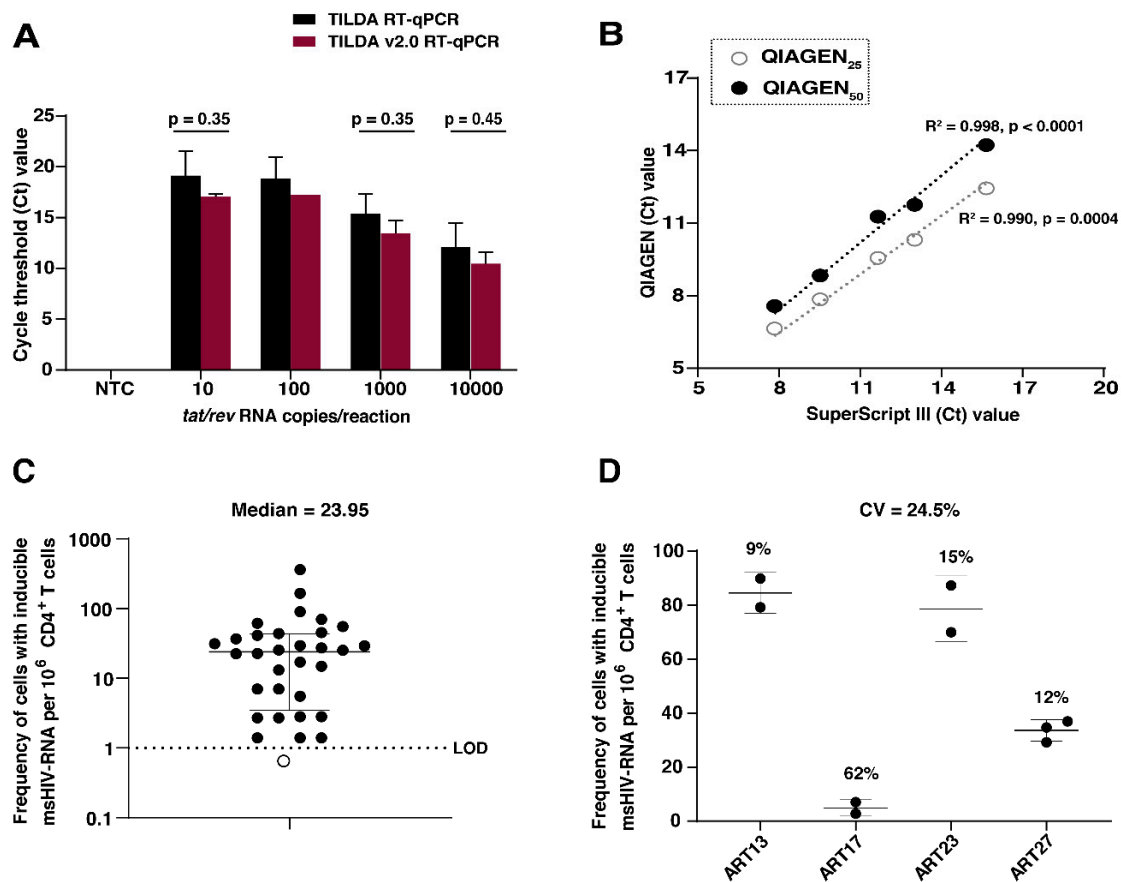 A
TILDA RT-qPCR
TILDA v2.0 RT-qPCR
Cycle threshold (Ct) value
25
20
15
10
5
0
p = 0.35
p = 0.35
p = 0.45
NTC
10
100
1000
10000
tat/rev RNA copies/reaction
B
QIAGEN25
QIAGEN50
QIAGEN (Ct) value
17
14
11
8
5
R² = 0.998, p < 0.0001
R² = 0.990, p = 0.0004
5
8
11
14
17
20
SuperScript III (Ct) value
C
Median = 23.95
Frequency of cells with inducible
msHIV-RNA per 10⁶ CD4⁺ T cells
1000
100
10
1
0.1
LOD
D
CV = 24.5%
Frequency of cells with inducible
msHIV-RNA per 10⁶ CD4⁺ T cells
100
80
60
40
20
0
9%
62%
15%
12%
ART13
ART17
ART23
ART27